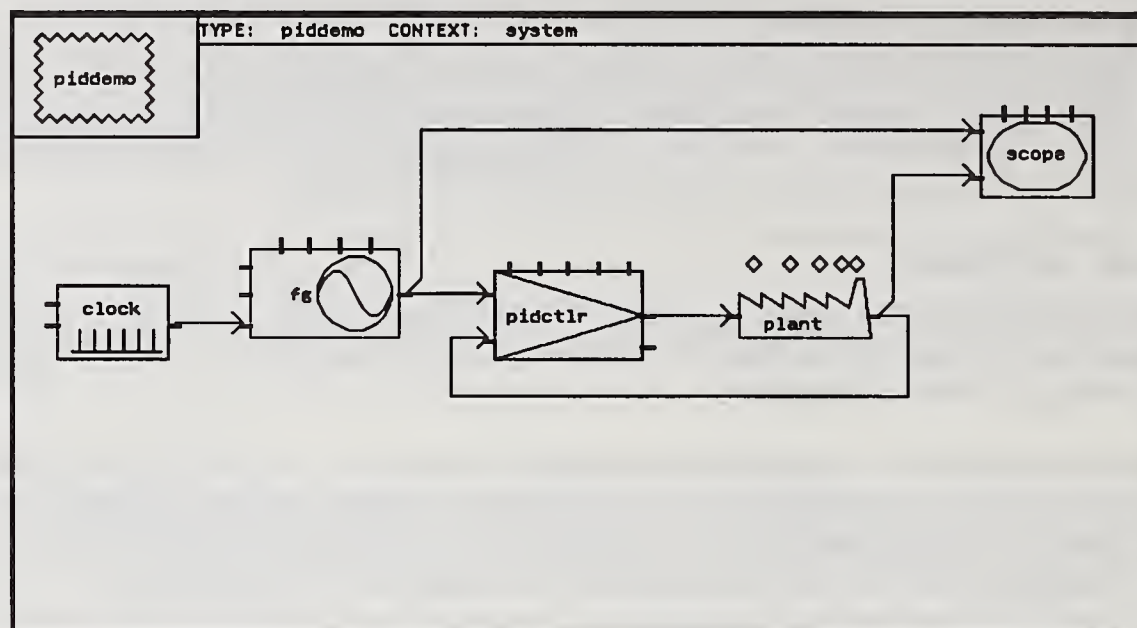 TYPE: piddemo CONTEXT: system
piddemo
scope
fg
clock
pidctlr
plant